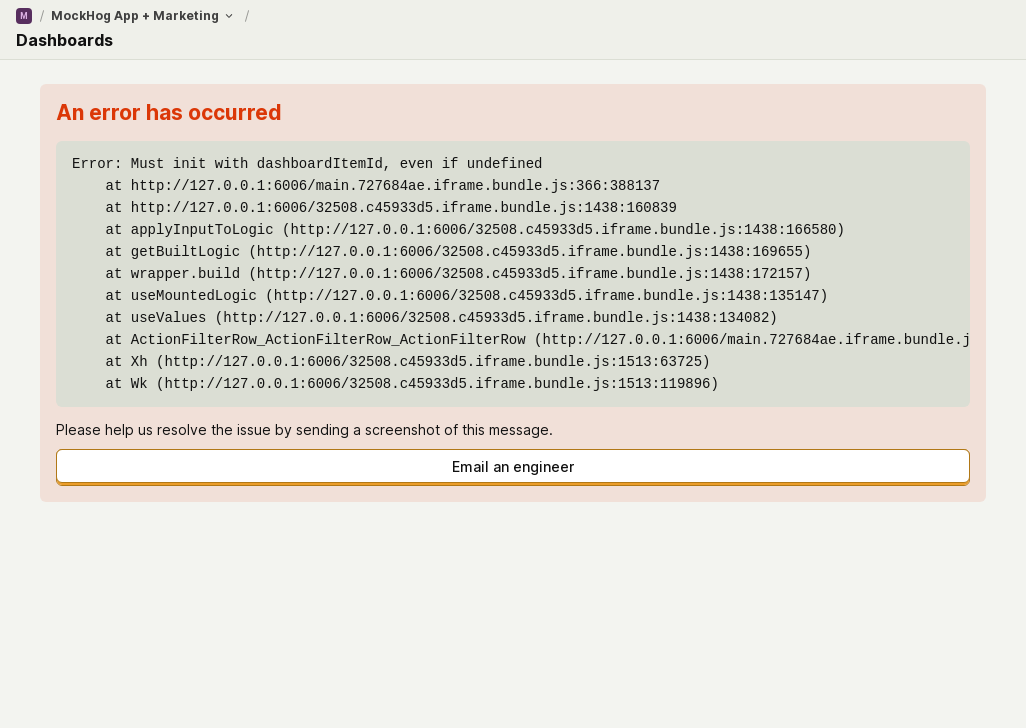 M / MockHog App + Marketing /
Dashboards
An error has occurred
Error: Must init with dashboardItemId, even if undefined
at http://127.0.0.1:6006/main.727684ae.iframe.bundle.js:366:388137
at http://127.0.0.1:6006/32508.c45933d5.iframe.bundle.js:1438:160839
at applyInputToLogic (http://127.0.0.1:6006/32508.c45933d5.iframe.bundle.js:1438:166580)
at getBuiltLogic (http://127.0.0.1:6006/32508.c45933d5.iframe.bundle.js:1438:169655)
at wrapper.build (http://127.0.0.1:6006/32508.c45933d5.iframe.bundle.js:1438:172157)
at useMountedLogic (http://127.0.0.1:6006/32508.c45933d5.iframe.bundle.js:1438:135147)
at useValues (http://127.0.0.1:6006/32508.c45933d5.iframe.bundle.js:1438:134082)
at ActionFilterRow_ActionFilterRow_ActionFilterRow (http://127.0.0.1:6006/main.727684ae.iframe.bundle.j
at Xh (http://127.0.0.1:6006/32508.c45933d5.iframe.bundle.js:1513:63725)
at Wk (http://127.0.0.1:6006/32508.c45933d5.iframe.bundle.js:1513:119896)
Please help us resolve the issue by sending a screenshot of this message.
Email an engineer